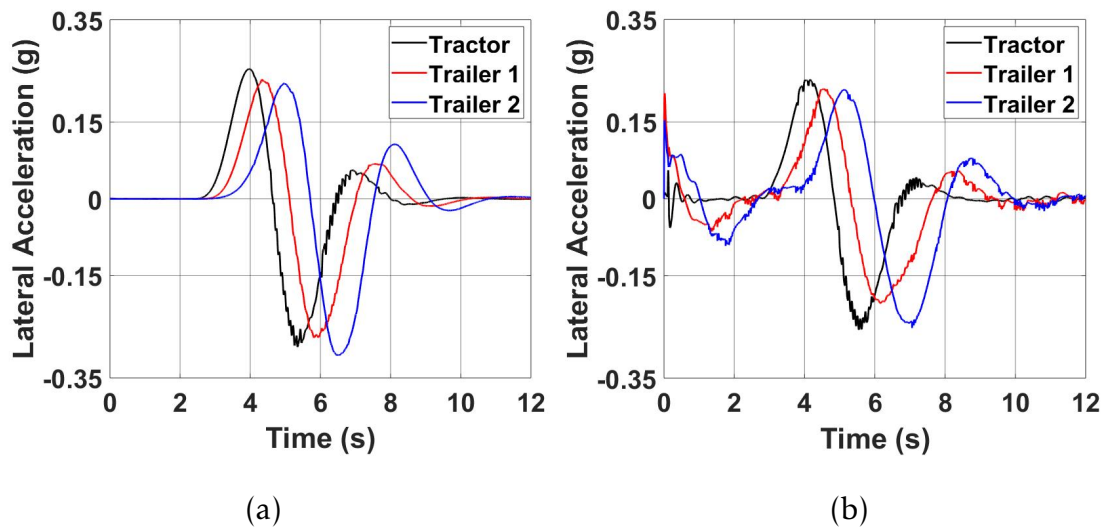 0.35
0.15
0
-0.15
-0.35
Lateral Acceleration (g)
Tractor
Trailer 1
Trailer 2
0 2 4 6 8 10 12
Time (s)
(a)
0.35
0.15
0
-0.15
-0.35
Lateral Acceleration (g)
Tractor
Trailer 1
Trailer 2
0 2 4 6 8 10 12
Time (s)
(b)